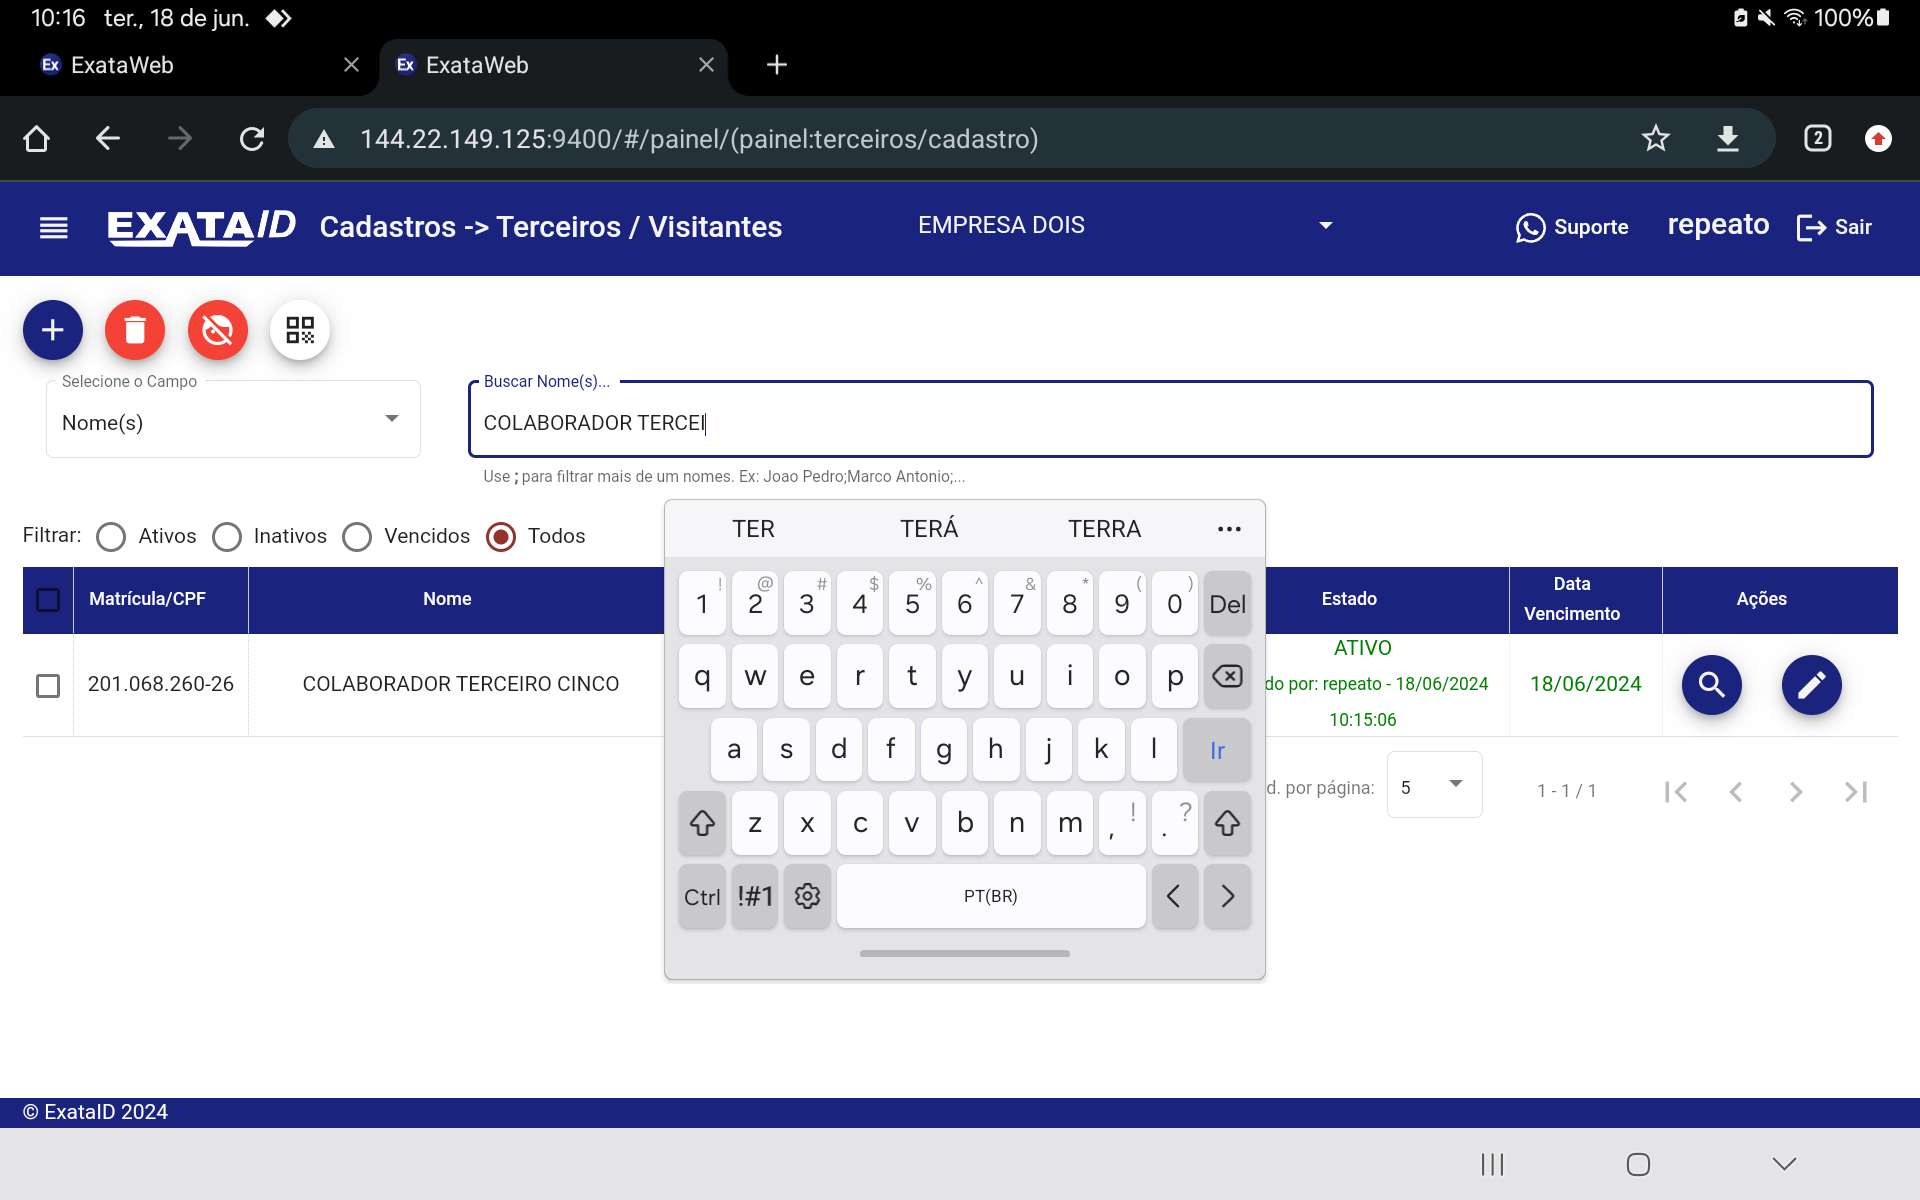 10:16 ter., 18 de jun. 100%
Ex ExataWeb Ex ExataWeb
144.22.149.125:9400/#/painel/(painel:terceiros/cadastro) 2
EXATAID Cadastros -> Terceiros / Visitantes EMPRESA DOIS Suporte repeato Sair
Selecione o Campo Buscar Nome(s)...
Nome(s) COLABORADOR TERCEI
Use ; para filtrar mais de um nomes. Ex: Joao Pedro;Marco Antonio;...
Filtrar: Ativos Inativos Vencidos Todos
Matrícula/CPF Nome Estado Data Vencimento Ações
201.068.260-26 COLABORADOR TERCEIRO CINCO
ATIVO
do por: repeato - 18/06/2024
10:15:06
18/06/2024
d. por página: 5 1 - 1 / 1
TER TERÁ TERRA
! @ # $ % ^ & * ( )
1 2 3 4 5 6 7 8 9 0 Del
q w e r t y u i o p
a s d f g h j k l Ir
z x c v b n m , ! . ?
Ctrl !#1 PT(BR)
© ExataID 2024